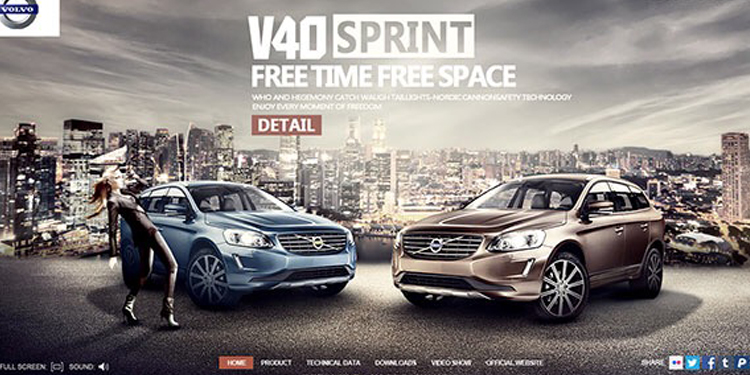 VOLVO
V40 SPRINT
FREE TIME FREE SPACE
WHO AND HEGEMONY CATCH WAUGH TAILLIGHTS-NORDIC CANNONSAFETY TECHNOLOGY
ENJOY EVERY MOMENT OF FREEDOM
DETAIL
FULL SCREEN: SOUND:
HOME PRODUCT TECHNICAL DATA DOWNLOADS VIDEO SHOW OFFICIAL WEBSITE
SHARE f t P